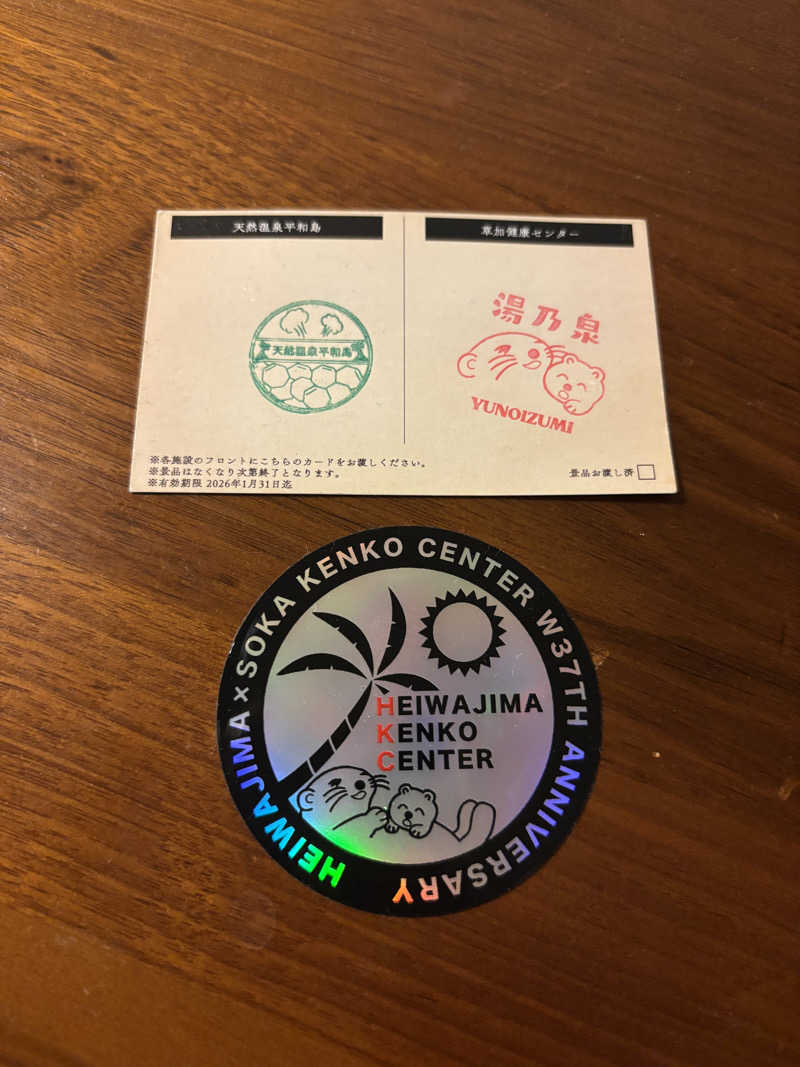 天然温泉平和島
草加健康センター
天然温泉平和島
湯乃泉
YUNOIZUMI
※各施設のフロントにこちらのカードをお渡しください。
※景品はなくなり次第終了となります。
※有効期限 2026年1月31日迄
景品お渡し済
HEIWAJIMA×SOKA KENKO CENTER W37TH ANNIVERSARY
HEIWAJIMA
KENKO
CENTER